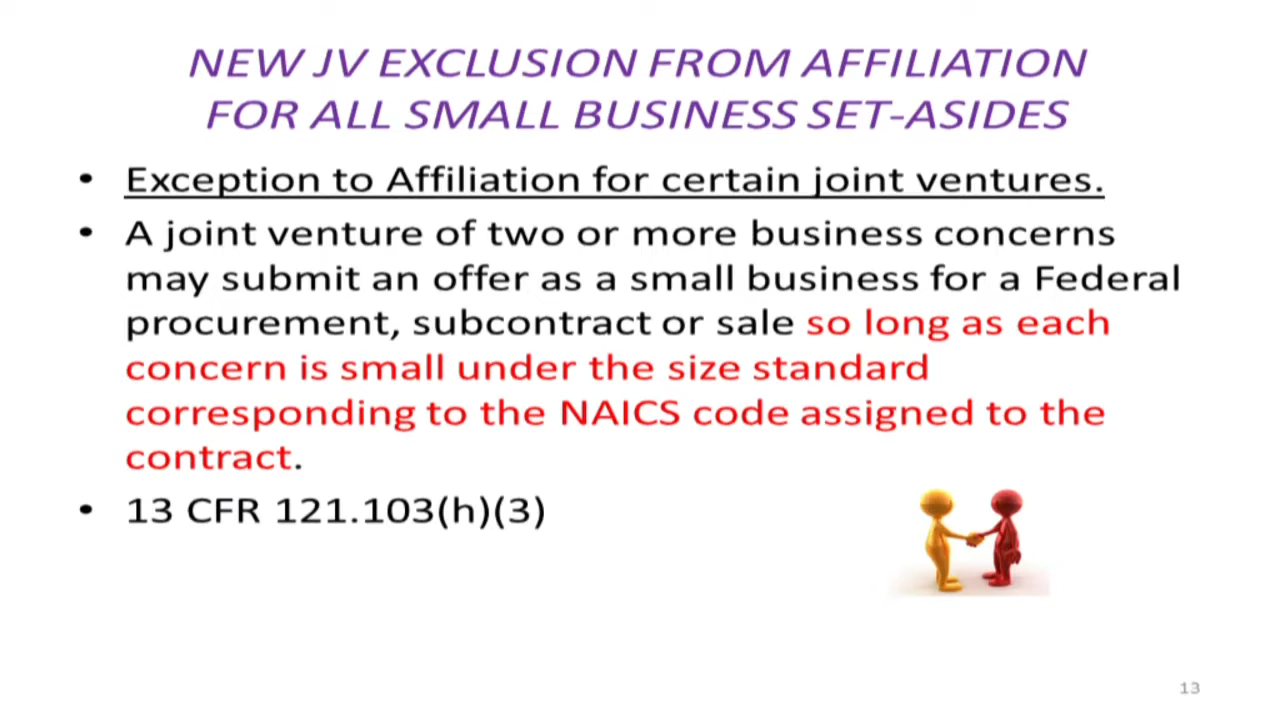 NEW JV EXCLUSION FROM AFFILIATION
FOR ALL SMALL BUSINESS SET-ASIDES
• Exception to Affiliation for certain joint ventures.
• A joint venture of two or more business concerns
may submit an offer as a small business for a Federal
procurement, subcontract or sale so long as each
concern is small under the size standard
corresponding to the NAICS code assigned to the
contract.
• 13 CFR 121.103(h)(3)
13